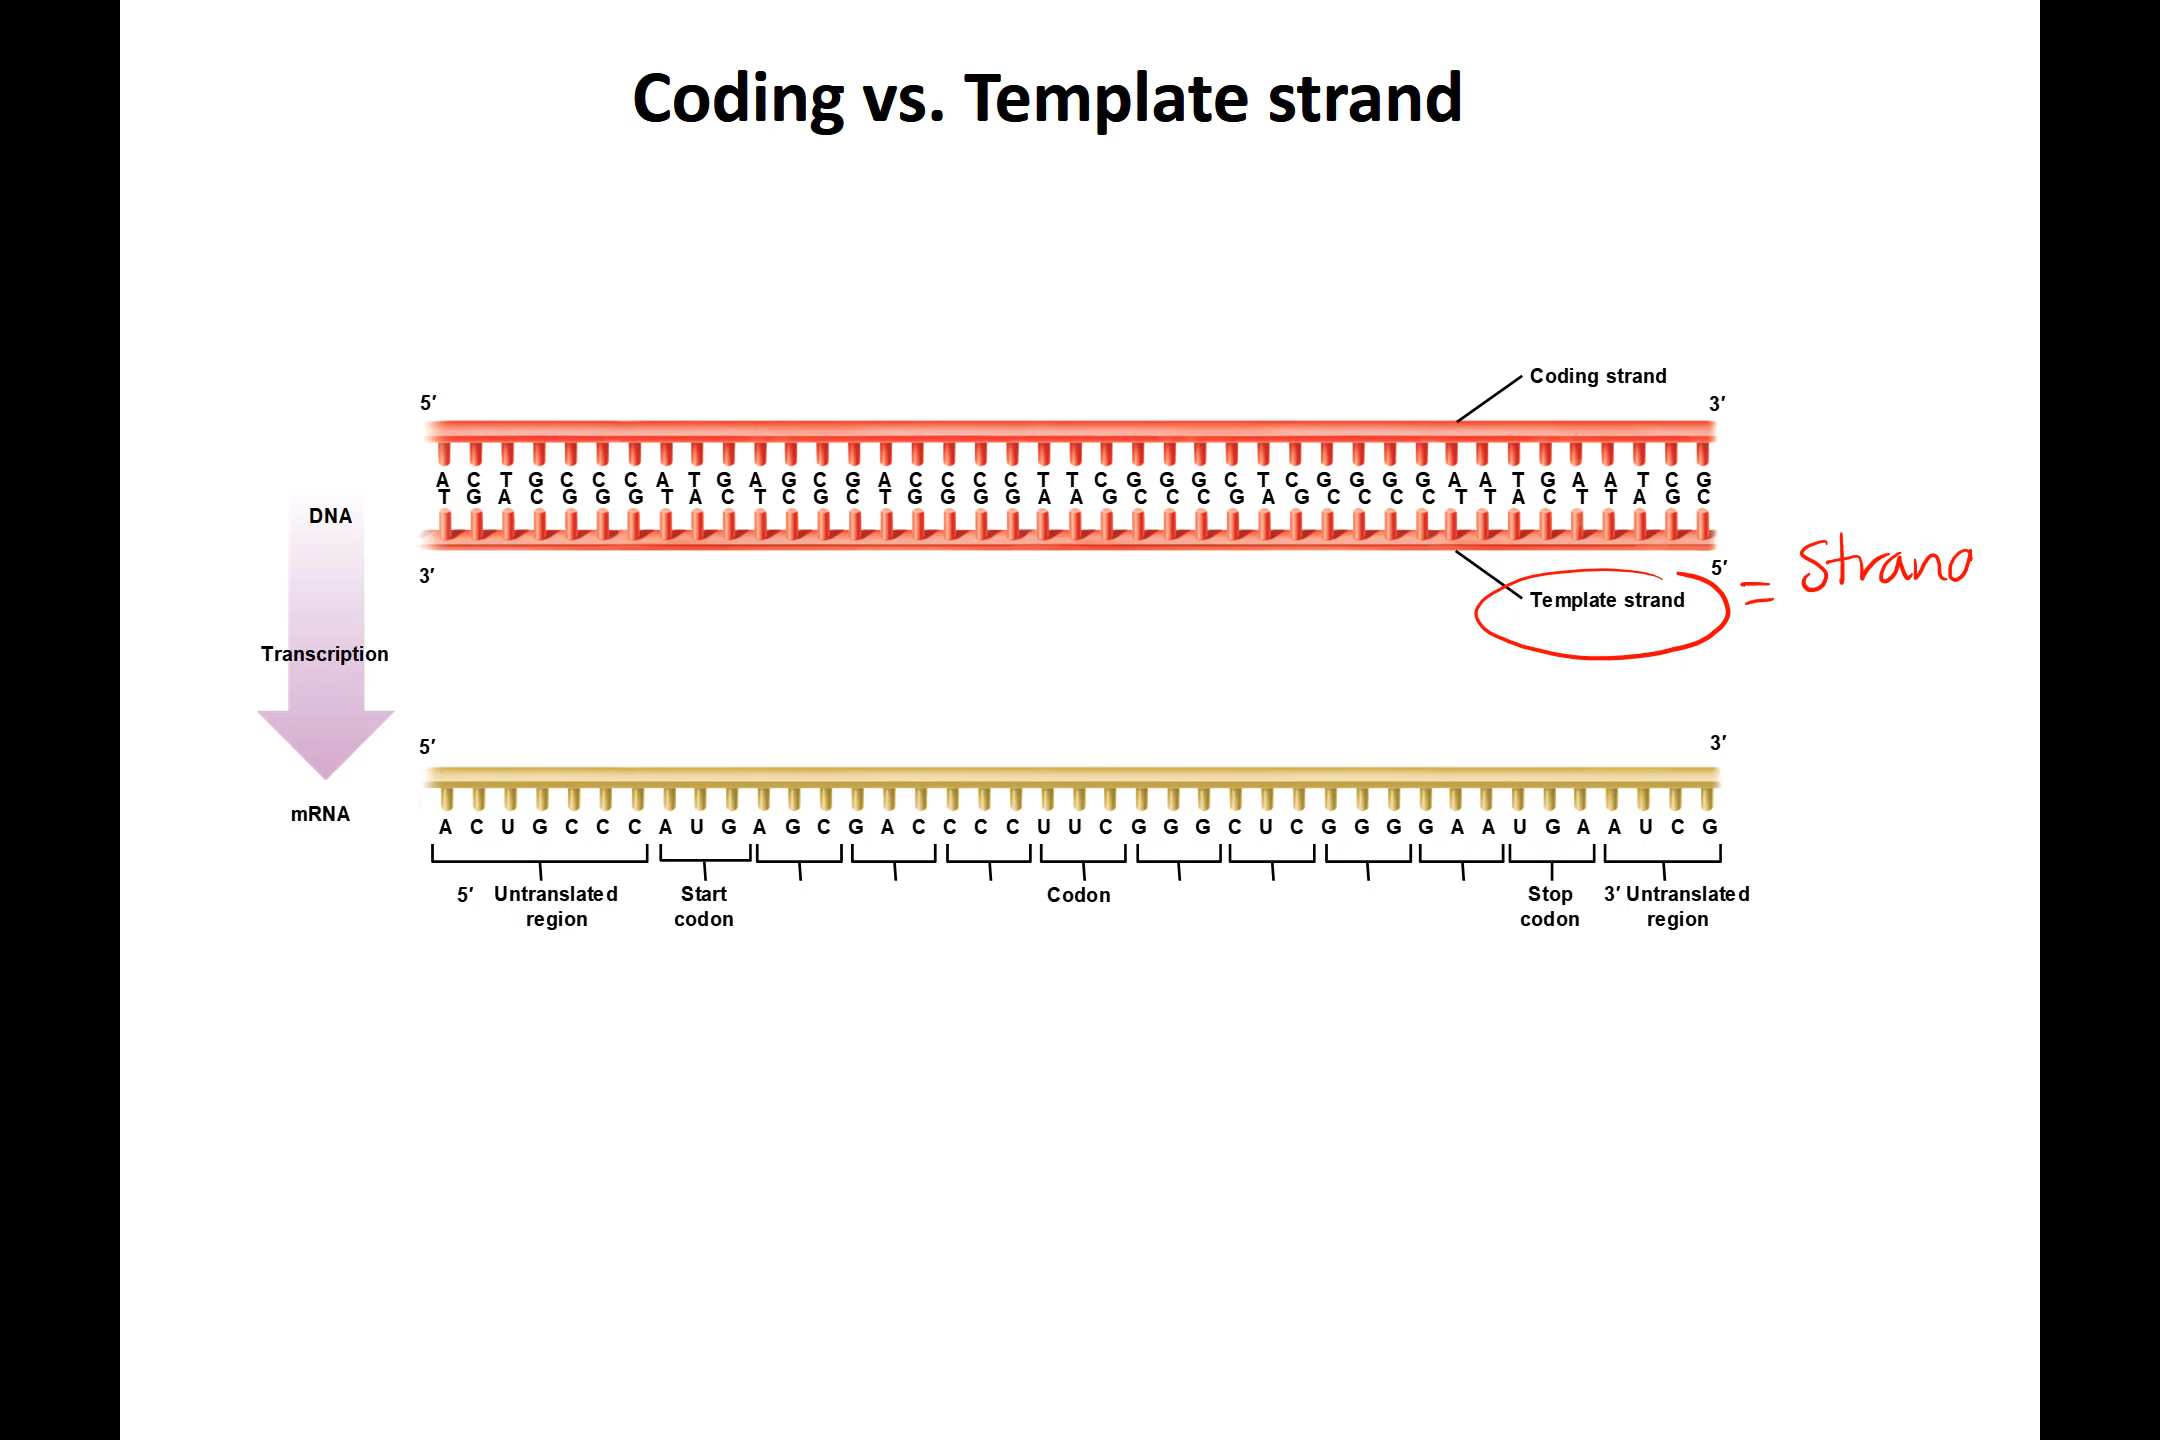 Coding vs. Template strand
Coding strand
5′ 3′
A C T G C C C A T G A G C G A C C C C T T C G G G C T C G G G G A A T G A A T C G
T G A C G G G T A C T C G C T G G G G A A G C C C G A G C C C C T T A C T T A G C
DNA
3′ 5′
Template strand = Strand
Transcription
5′ 3′
mRNA
A C U G C C C A U G A G C G A C C C C U U C G G G C U C G G G G A A U G A A U C G
5′ Untranslated region
Start codon
Codon
Stop codon
3′ Untranslated region